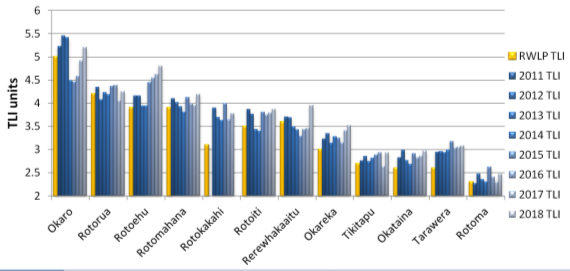 6
5.5
5
4.5
4
3.5
3
2.5
2
TLI units
Okaro
Rotorua
Rotoehu
Rotomahana
Rotokakahi
Rotoiti
Rerewhakaaitu
Okareka
Tikitapu
Okataina
Tarawera
Rotoma
RWLP TLI
2011 TLI
2012 TLI
2013 TLI
2014 TLI
2015 TLI
2016 TLI
2017 TLI
2018 TLI